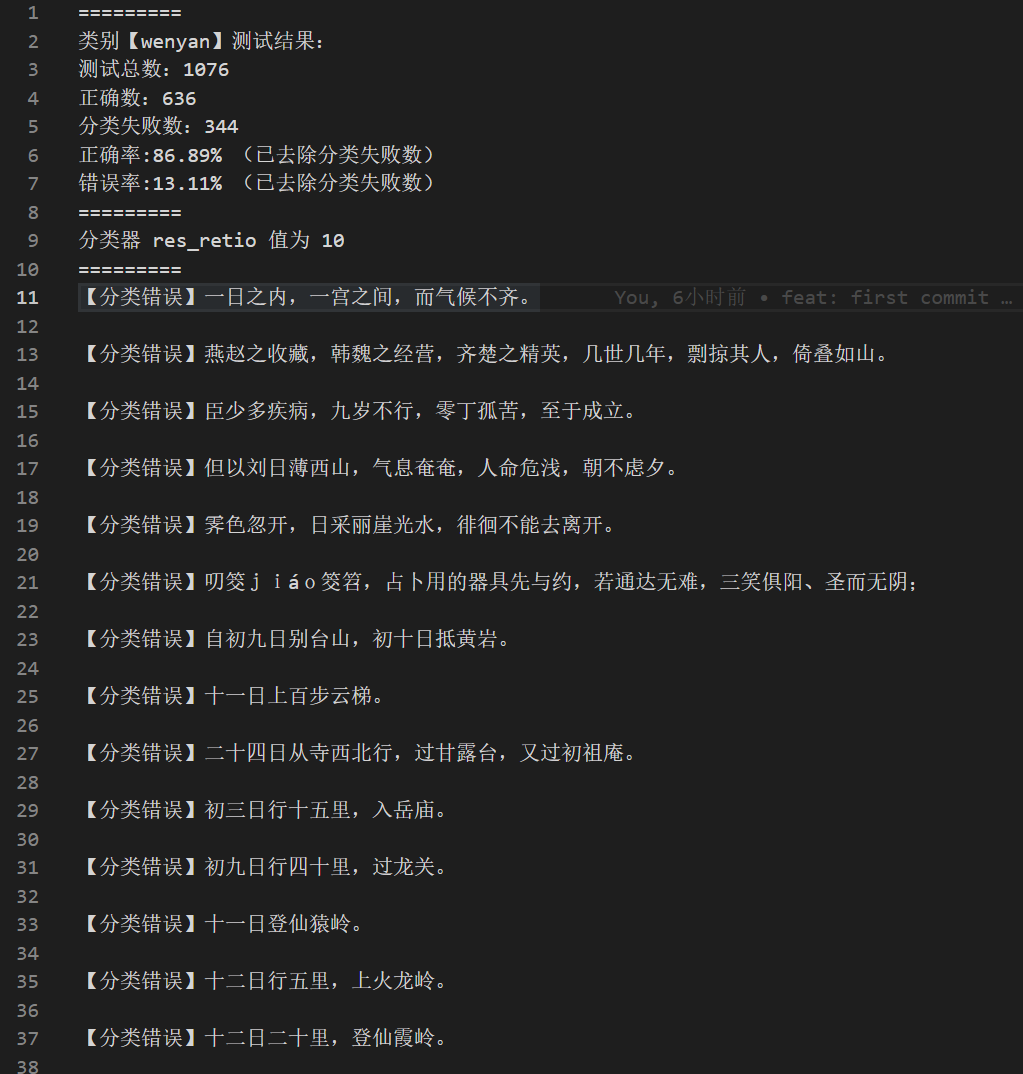 1 =========
2 类别【wenyan】测试结果:
3 测试总数: 1076
4 正确数: 636
5 分类失败数: 344
6 正确率:86.89% （已去除分类失败数）
7 错误率:13.11% （已去除分类失败数）
8 =========
9 分类器 res_retio 值为 10
10 =========
11 【分类错误】一日之内，一宫之间，而气候不齐。 You, 6小时前 • feat: first commit …
12
13 【分类错误】燕赵之收藏，韩魏之经营，齐楚之精英，几世几年，剽掠其人，倚叠如山。
14
15 【分类错误】臣少多疾病，九岁不行，零丁孤苦，至于成立。
16
17 【分类错误】但以刘日薄西山，气息奄奄，人命危浅，朝不虑夕。
18
19 【分类错误】霁色忽开，日采丽崖光水，徘徊不能去离开。
20
21 【分类错误】叨筊ｊｉáｏ筊笤，占卜用的器具先与约，若通达无难，三笑俱阳、圣而无阴；
22
23 【分类错误】自初九日别台山，初十日抵黄岩。
24
25 【分类错误】十一日上百步云梯。
26
27 【分类错误】二十四日从寺西北行，过甘露台，又过初祖庵。
28
29 【分类错误】初三日行十五里，入岳庙。
30
31 【分类错误】初九日行四十里，过龙关。
32
33 【分类错误】十一日登仙猿岭。
34
35 【分类错误】十二日行五里，上火龙岭。
36
37 【分类错误】十二日二十里，登仙霞岭。
38